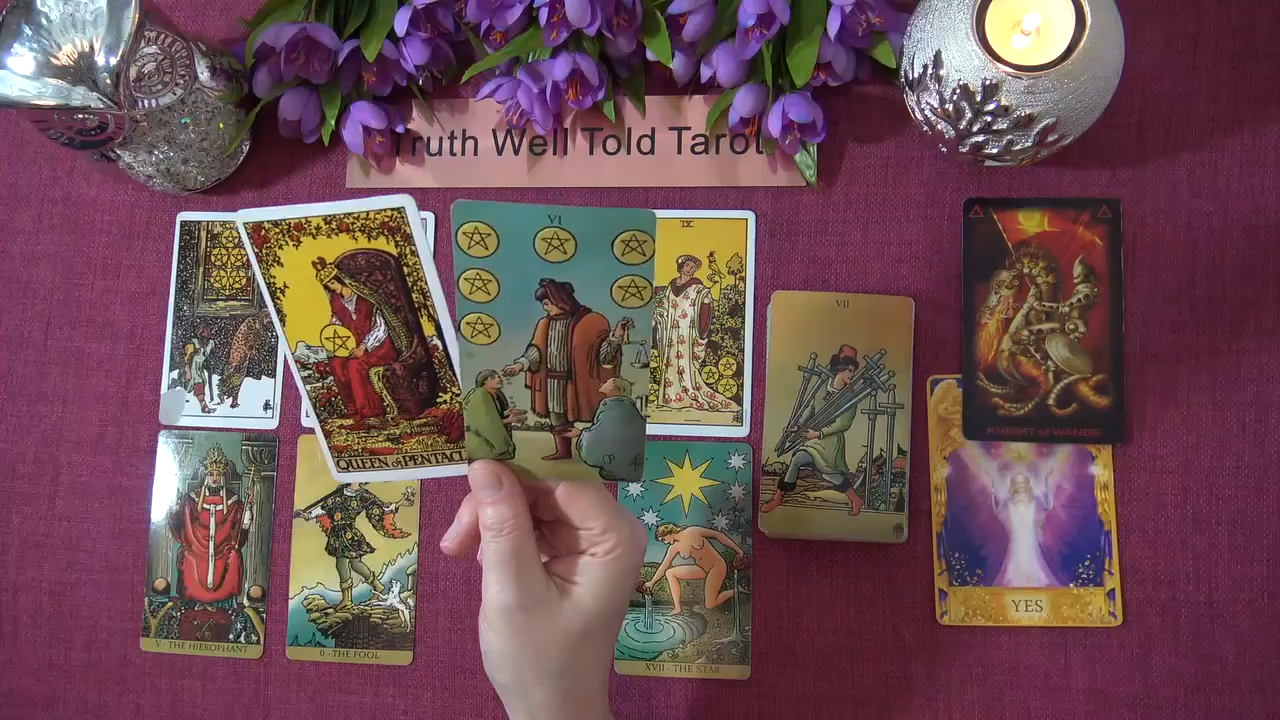 Truth Well Told Tarot
VI
IX
QUEEN of PENTACL
VII
KNIGHT of WANDS
YES
V - THE HIEROPHANT
0 - THE FOOL
XVII - THE STAR